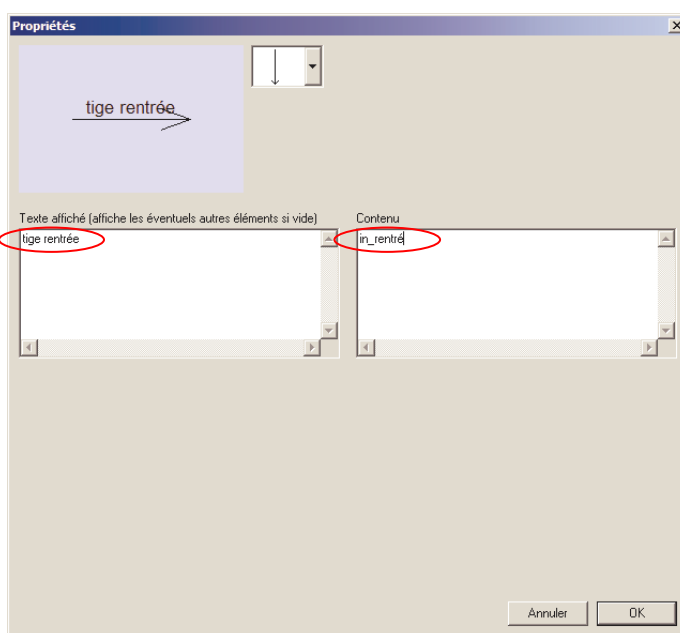 Propriétés
tige rentrée
Texte affiché (affiche les éventuels autres éléments si vide)
Contenu
tige rentrée
in_rentré
Annuler
OK